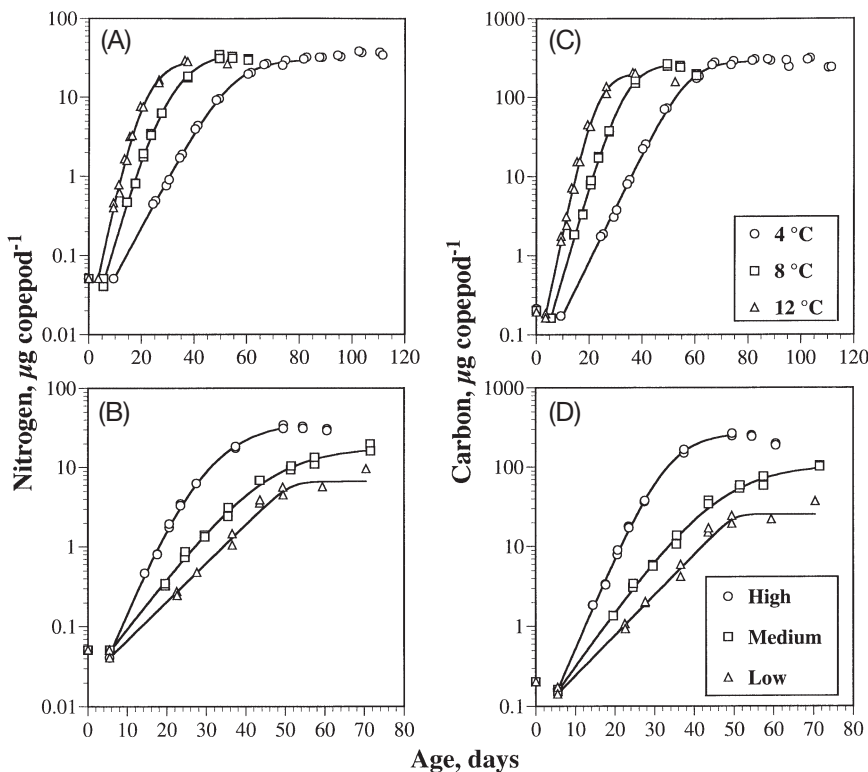 (A)
100
10
1
0.1
0.01
0 20 40 60 80 100 120
(C)
1000
100
10
1
0.1
0 20 40 60 80 100 120
4 °C
8 °C
12 °C
Nitrogen, µg copepod-1
Carbon, µg copepod-1
(B)
100
10
1
0.1
0.01
0 10 20 30 40 50 60 70 80
(D)
1000
100
10
1
0.1
0 10 20 30 40 50 60 70 80
High
Medium
Low
Age, days